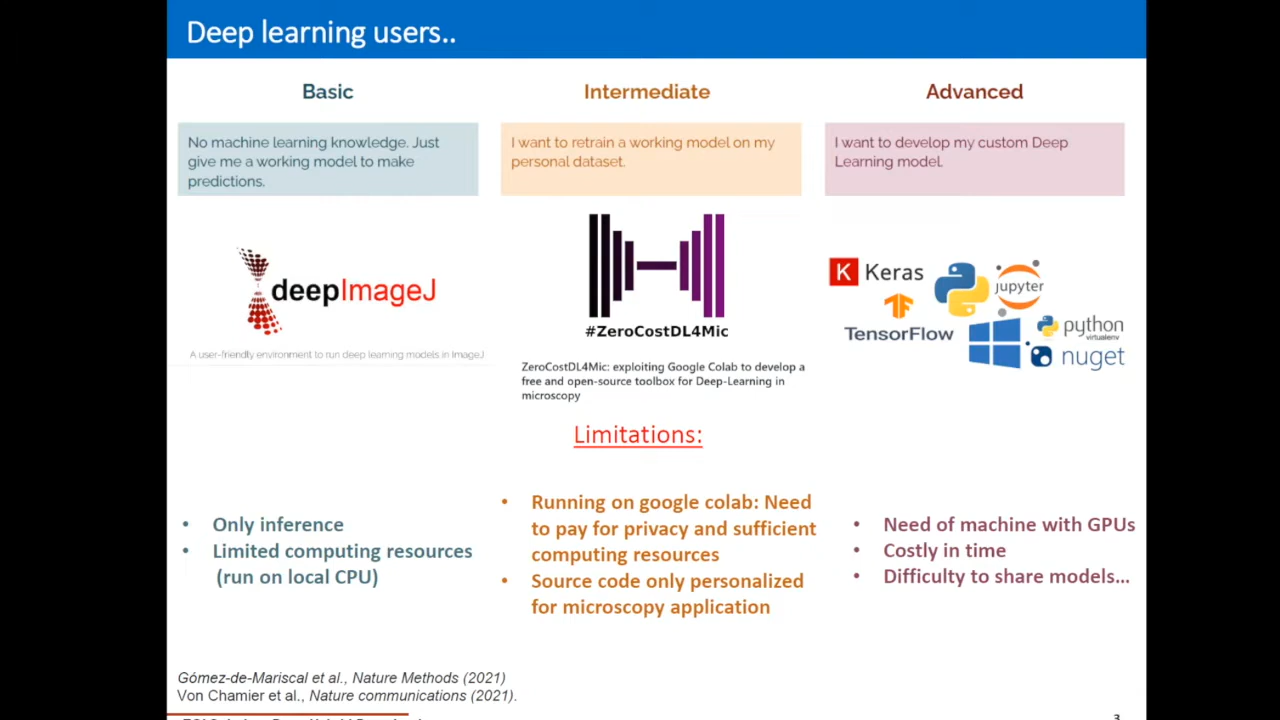 Deep learning users..
Basic
No machine learning knowledge. Just
give me a working model to make
predictions.
deepImageJ
A user-friendly environment to run deep learning models in ImageJ
Intermediate
I want to retrain a working model on my
personal dataset.
#ZeroCostDL4Mic
ZeroCostDL4Mic: exploiting Google Colab to develop a
free and open-source toolbox for Deep-Learning in
microscopy
Advanced
I want to develop my custom Deep
Learning model.
K Keras
jupyter
TensorFlow
python
virtualenv
nuget
Limitations:
• Only inference
• Limited computing resources
(run on local CPU)
• Running on google colab: Need
to pay for privacy and sufficient
computing resources
• Source code only personalized
for microscopy application
• Need of machine with GPUs
• Costly in time
• Difficulty to share models...
Gómez-de-Mariscal et al., Nature Methods (2021)
Von Chamier et al., Nature communications (2021).
3